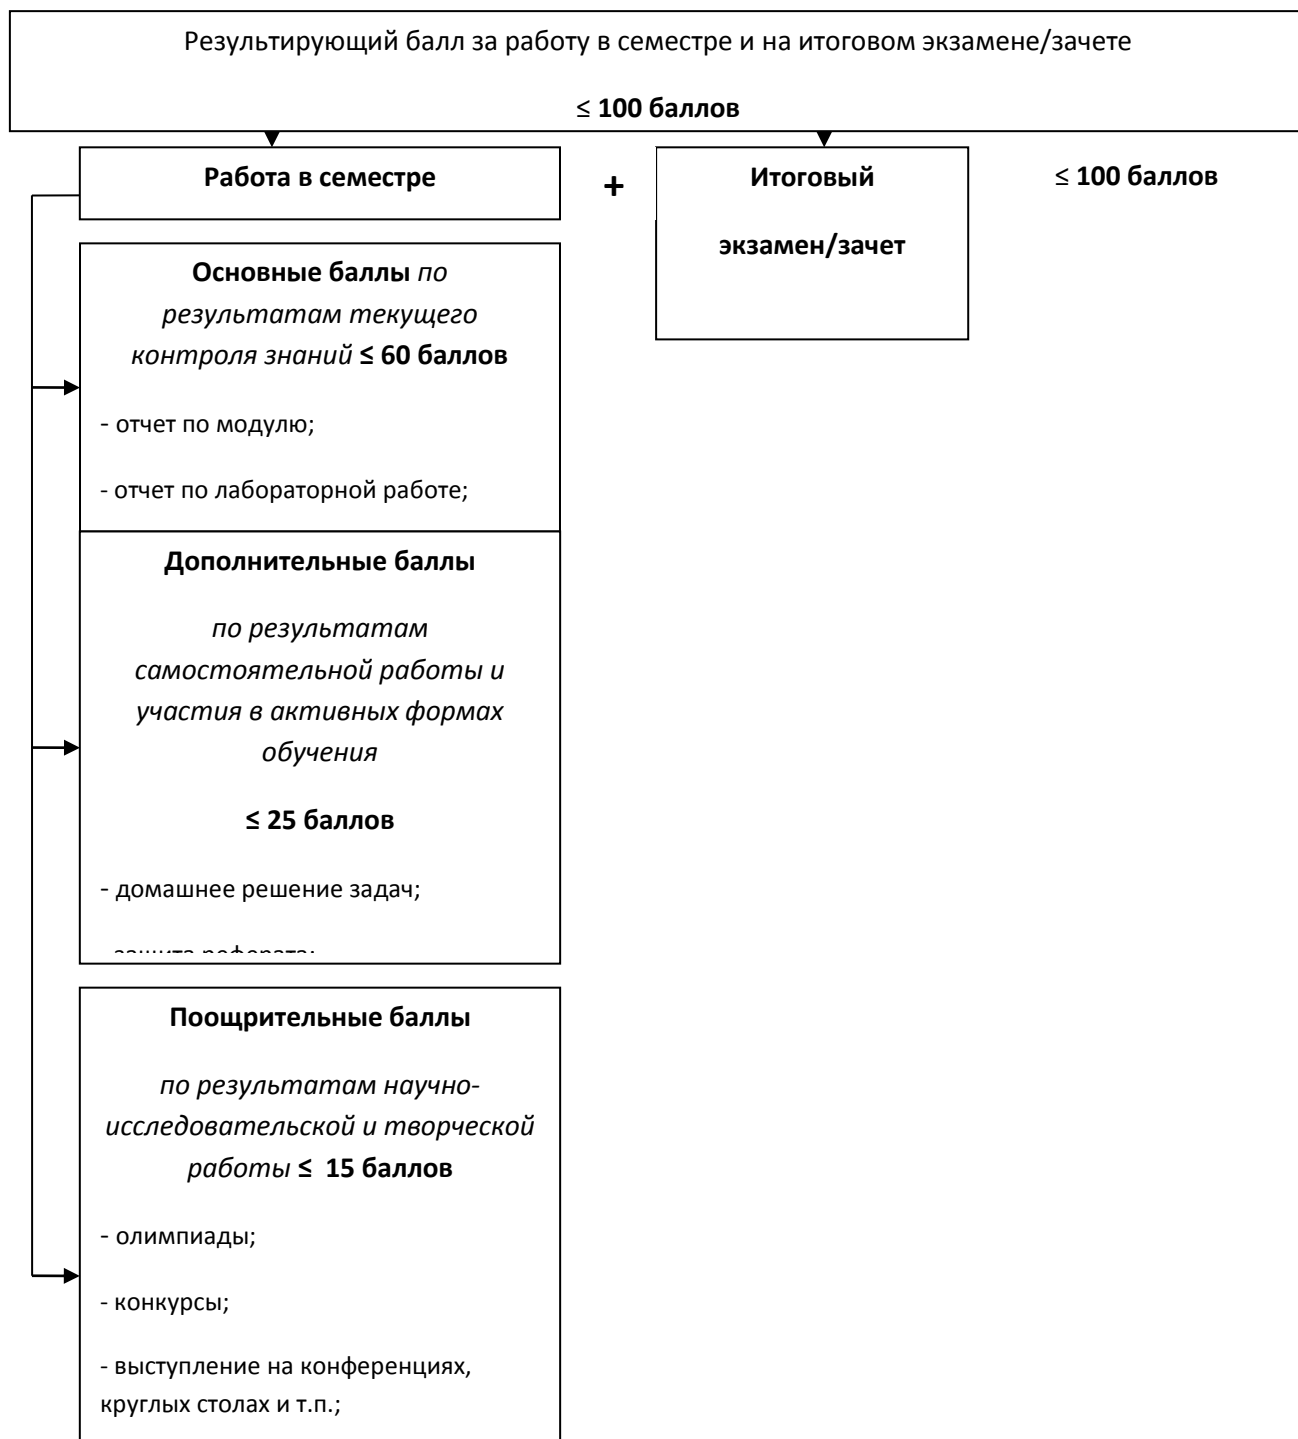 Результирующий балл за работу в семестре и на итоговом экзамене/зачете
≤ 100 баллов
Работа в семестре
+
Итоговый
экзамен/зачет
≤ 100 баллов
Основные баллы по
результатам текущего
контроля знаний ≤ 60 баллов
- отчет по модулю;
- отчет по лабораторной работе;
Дополнительные баллы
по результатам
самостоятельной работы и
участия в активных формах
обучения
≤ 25 баллов
- домашнее решение задач;
защита реферата;
Поощрительные баллы
по результатам научно-
исследовательской и творческой
работы ≤ 15 баллов
- олимпиады;
- конкурсы;
- выступление на конференциях,
круглых столах и т.п.;